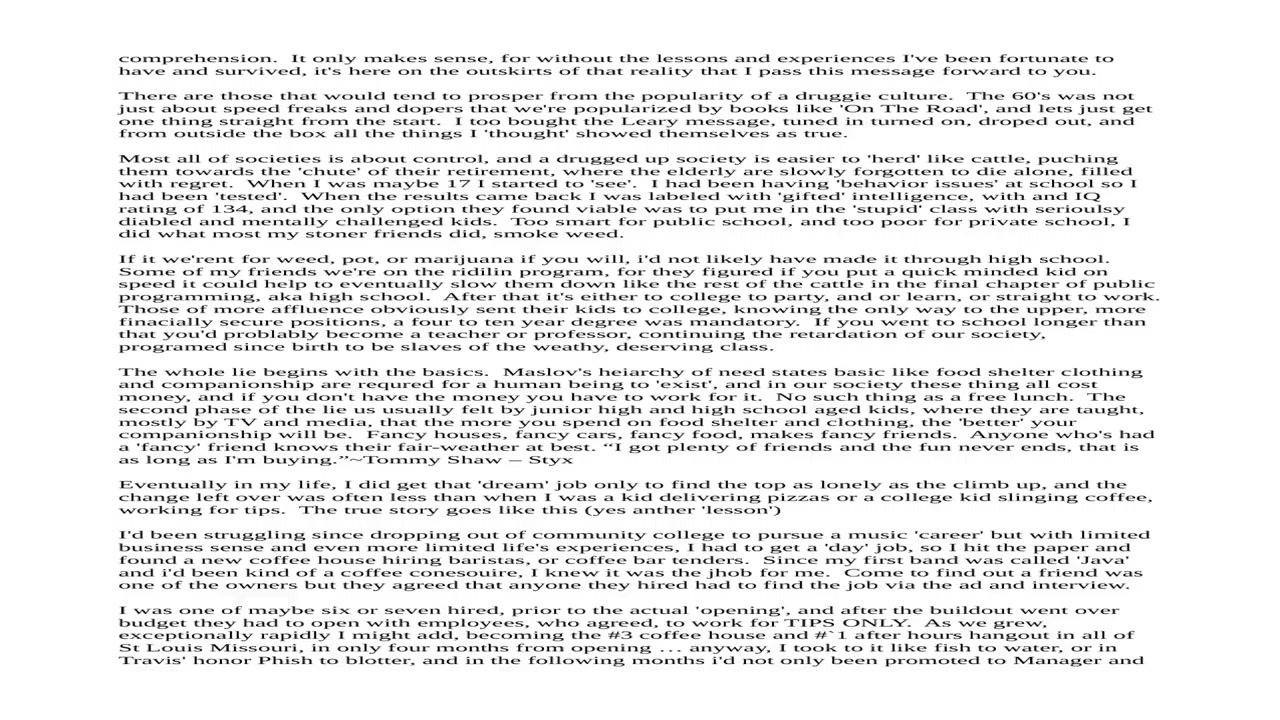 comprehension.  It only makes sense, for without the lessons and experiences I've been fortunate to
have and survived, it's here on the outskirts of that reality that I pass this message forward to you.
There are those that would tend to prosper from the popularity of a druggie culture.  The 60's was not
just about speed freaks and dopers that we're popularized by books like 'On The Road', and lets just get
one thing straight from the start.  I too bought the Leary message, tuned in turned on, droped out, and
from outside the box all the things I 'thought' showed themselves as true.
Most all of societies is about control, and a drugged up society is easier to 'herd' like cattle, puching
them towards the 'chute' of their retirement, where the elderly are slowly forgotten to die alone, filled
with regret.  When I was maybe 17 I started to 'see'.  I had been having 'behavior issues' at school so I
had been 'tested'.  When the results came back I was labeled with 'gifted' intelligence, with and IQ
rating of 134, and the only option they found viable was to put me in the 'stupid' class with serioulsy
diabled and mentally challenged kids.  Too smart for public school, and too poor for private school, I
did what most my stoner friends did, smoke weed.
If it we'rent for weed, pot, or marijuana if you will, i'd not likely have made it through high school.
Some of my friends we're on the ridilin program, for they figured if you put a quick minded kid on
speed it could help to eventually slow them down like the rest of the cattle in the final chapter of public
programming, aka high school.  After that it's either to college to party, and or learn, or straight to work.
Those of more affluence obviously sent their kids to college, knowing the only way to the upper, more
finacially secure positions, a four to ten year degree was mandatory.  If you went to school longer than
that you'd problably become a teacher or professor, continuing the retardation of our society,
programed since birth to be slaves of the weathy, deserving class.
The whole lie begins with the basics.  Maslov's heiarchy of need states basic like food shelter clothing
and companionship are requred for a human being to 'exist', and in our society these thing all cost
money, and if you don't have the money you have to work for it.  No such thing as a free lunch.  The
second phase of the lie us usually felt by junior high and high school aged kids, where they are taught,
mostly by TV and media, that the more you spend on food shelter and clothing, the 'better' your
companionship will be.  Fancy houses, fancy cars, fancy food, makes fancy friends.  Anyone who's had
a 'fancy' friend knows their fair-weather at best. “I got plenty of friends and the fun never ends, that is
as long as I'm buying.”~Tommy Shaw – Styx
Eventually in my life, I did get that 'dream' job only to find the top as lonely as the climb up, and the
change left over was often less than when I was a kid delivering pizzas or a college kid slinging coffee,
working for tips.  The true story goes like this (yes anther 'lesson')
I'd been struggling since dropping out of community college to pursue a music 'career' but with limited
business sense and even more limited life's experiences, I had to get a 'day' job, so I hit the paper and
found a new coffee house hiring baristas, or coffee bar tenders.  Since my first band was called 'Java'
and i'd been kind of a coffee conesouire, I knew it was the jhob for me.  Come to find out a friend was
one of the owners but they agreed that anyone they hired had to find the job via the ad and interview.
I was one of maybe six or seven hired, prior to the actual 'opening', and after the buildout went over
budget they had to open with employees, who agreed, to work for TIPS ONLY.  As we grew,
exceptionally rapidly I might add, becoming the #3 coffee house and #`1 after hours hangout in all of
St Louis Missouri, in only four months from opening … anyway, I took to it like fish to water, or in
Travis' honor Phish to blotter, and in the following months i'd not only been promoted to Manager and